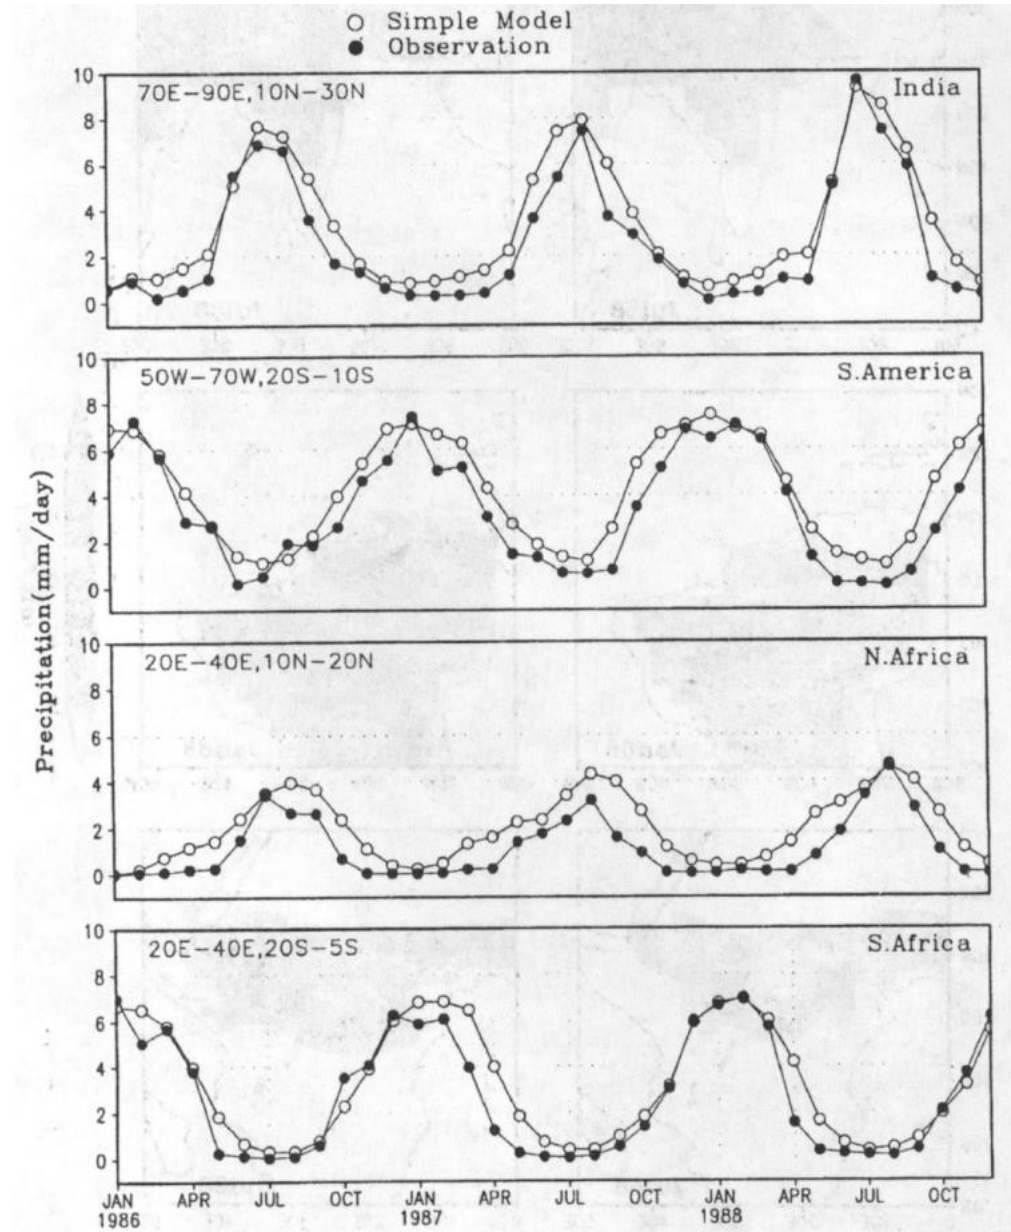 Simple Model
Observation
10
8
6
4
2
0
70E-90E,10N-30N
India
10
8
6
4
2
0
50W-70W,20S-10S
S.America
Precipitation(mm/day)
10
8
6
4
2
0
20E-40E,10N-20N
N.Africa
10
8
6
4
2
0
20E-40E,20S-5S
S.Africa
JAN APR JUL OCT JAN APR JUL OCT JAN APR JUL OCT
1986 1987 1988